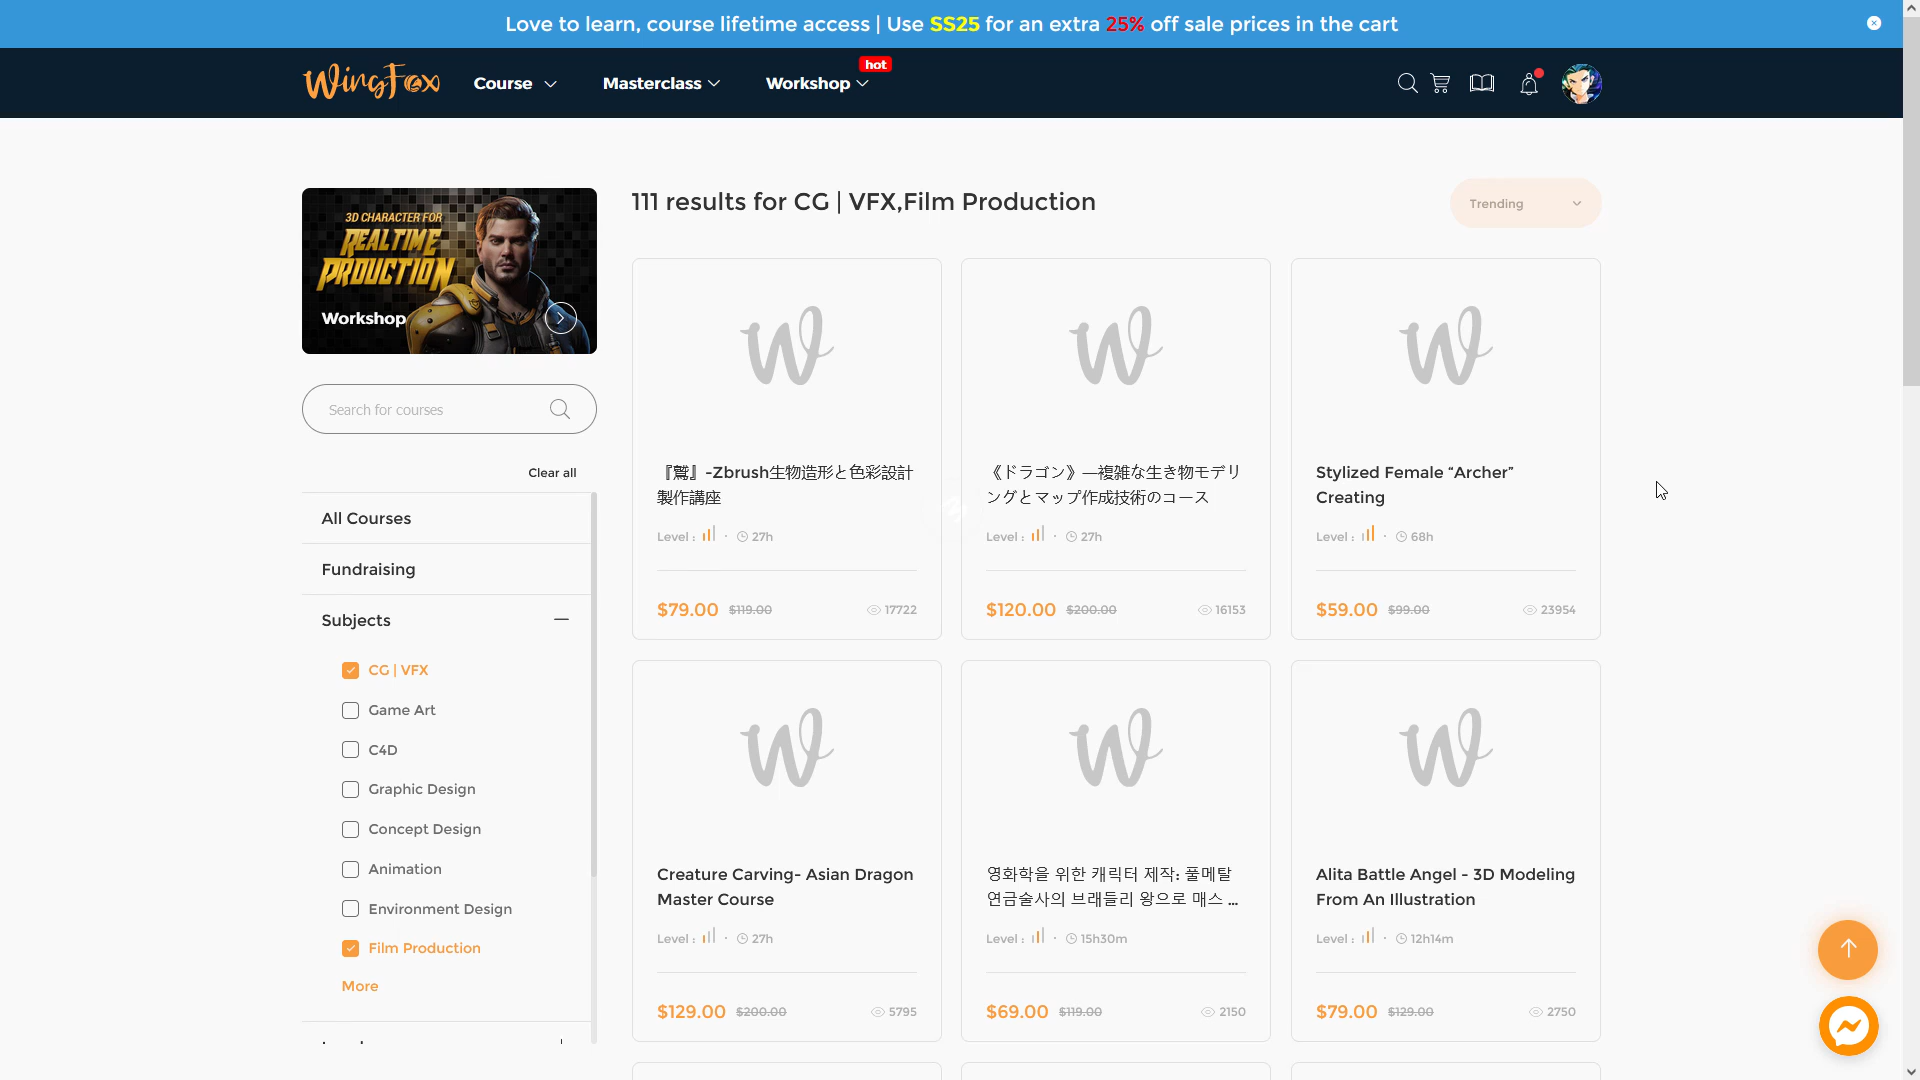 Love to learn, course lifetime access | Use SS25 for an extra 25% off sale prices in the cart
WingFox
Course
Masterclass
Workshop
hot
3D CHARACTER FOR
REALTIME
PRODUCTION
Workshop
Search for courses
Clear all
All Courses
Fundraising
Subjects
CG | VFX
Game Art
C4D
Graphic Design
Concept Design
Animation
Environment Design
Film Production
More
111 results for CG | VFX,Film Production
Trending
『鷲』-Zbrush生物造形と色彩設計
製作講座
Level : · 27h
$79.00 $119.00 17722
《ドラゴン》—複雑な生き物モデリ
ングとマップ作成技術のコース
Level : · 27h
$120.00 $200.00 16153
Stylized Female “Archer”
Creating
Level : · 68h
$59.00 $99.00 23954
Creature Carving- Asian Dragon
Master Course
Level : · 27h
$129.00 $200.00 5795
영화학을 위한 캐릭터 제작: 풀메탈
연금술사의 브래들리 왕으로 매스 ...
Level : · 15h30m
$69.00 $119.00 2150
Alita Battle Angel - 3D Modeling
From An Illustration
Level : · 12h14m
$79.00 $129.00 2750